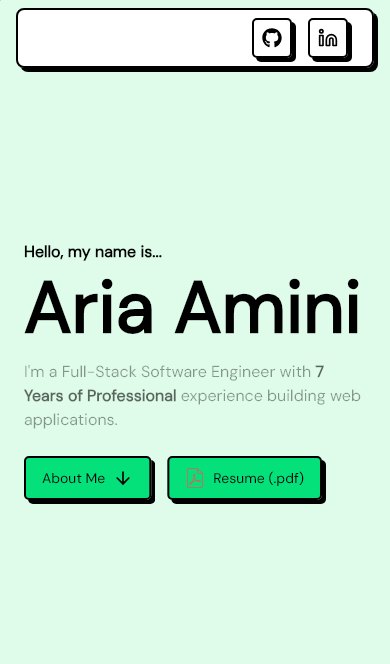 Hello, my name is...
Aria Amini
I'm a Full-Stack Software Engineer with 7
Years of Professional experience building web
applications.
About Me
Resume (.pdf)